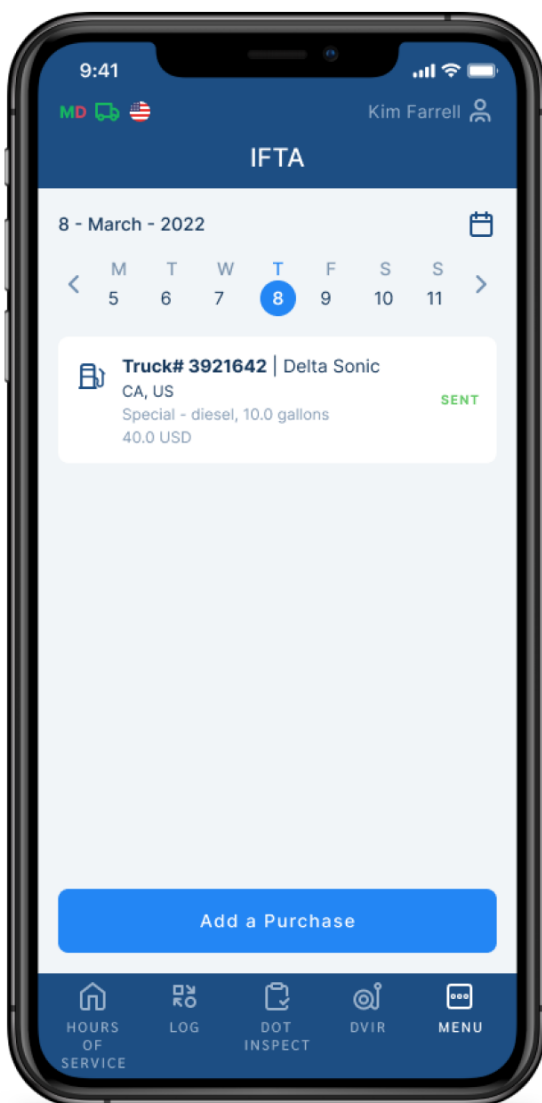 9:41
MD Kim Farrell
IFTA
8 - March - 2022
M T W T F S S
5 6 7 8 9 10 11
Truck# 3921642 | Delta Sonic
CA, US
SENT
Special - diesel, 10.0 gallons
40.0 USD
Add a Purchase
HOURS OF SERVICE
LOG
DOT INSPECT
DVIR
MENU